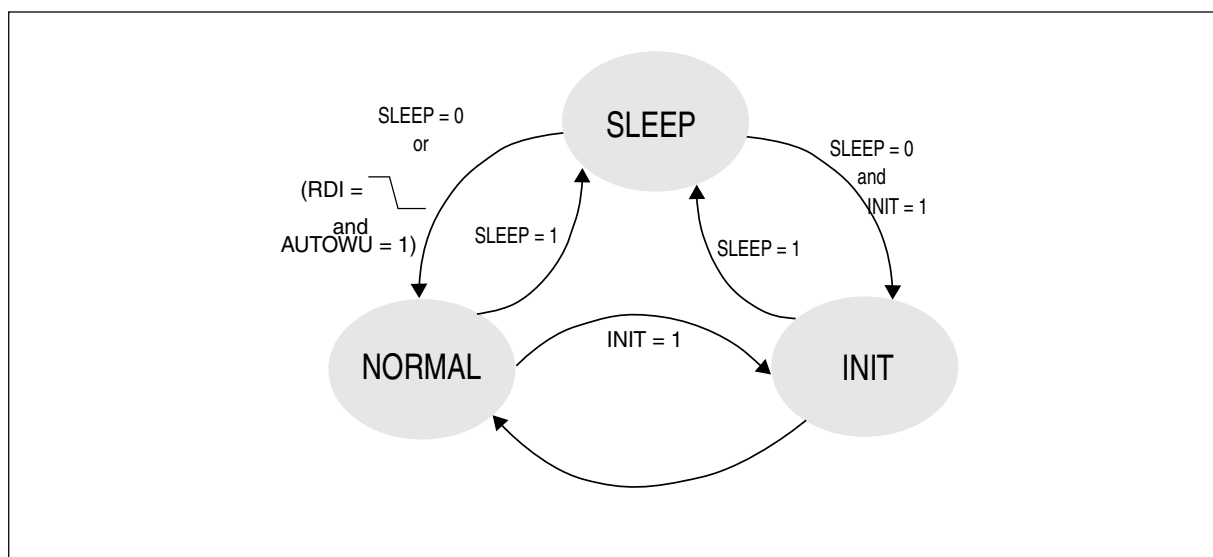 SLEEP
SLEEP = 0
or
(RDI =
and
AUTOWU = 1)
SLEEP = 1
SLEEP = 1
SLEEP = 0
and
INIT = 1
NORMAL
INIT = 1
INIT